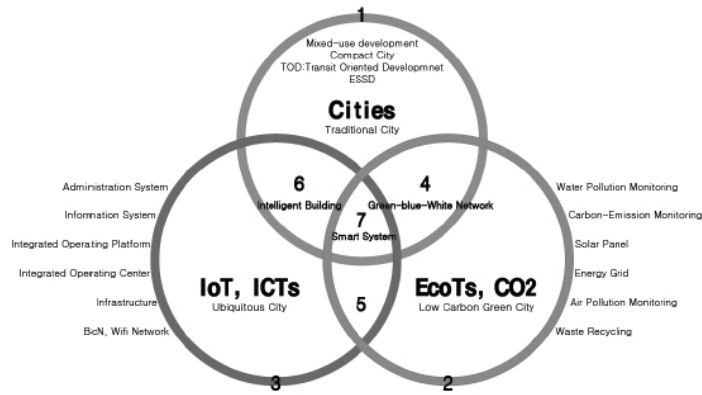 1
Mixed-use development
Compact City
TOD:Transit Oriented Developmnet
ESSD
Cities
Traditional City
6
Intelligent Building
4
Green-blue-White Network
7
Smart System
Administration System
Information System
Integrated Operating Platform
Integrated Operating Center
Infrastructure
BcN, Wifi Network
IoT, ICTs
Ubiquitous City
5
EcoTs, CO2
Low Carbon Green City
Water Pollution Monitoring
Carbon-Emission Monitoring
Solar Panel
Energy Grid
Air Pollution Monitoring
Waste Recycling
3
2